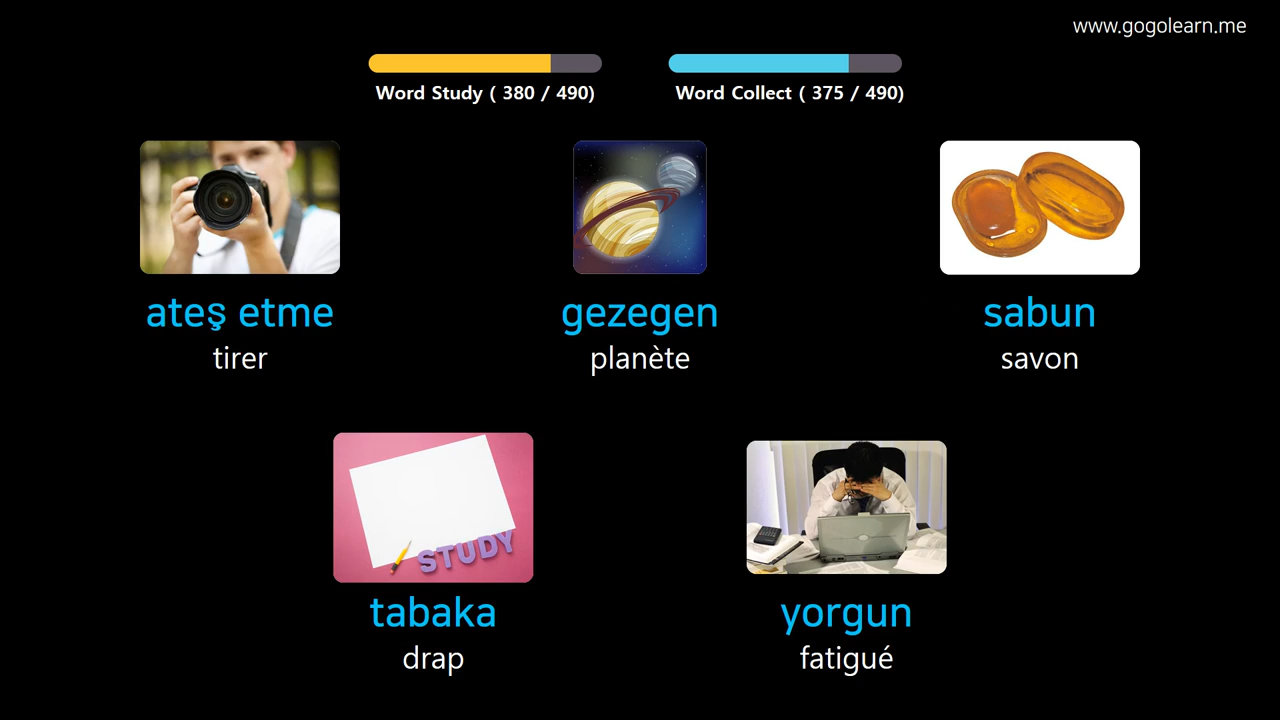 www.gogolearn.me
Word Study ( 380 / 490)
Word Collect ( 375 / 490)
ateş etme
tirer
gezegen
planète
sabun
savon
STUDY
tabaka
drap
yorgun
fatigué